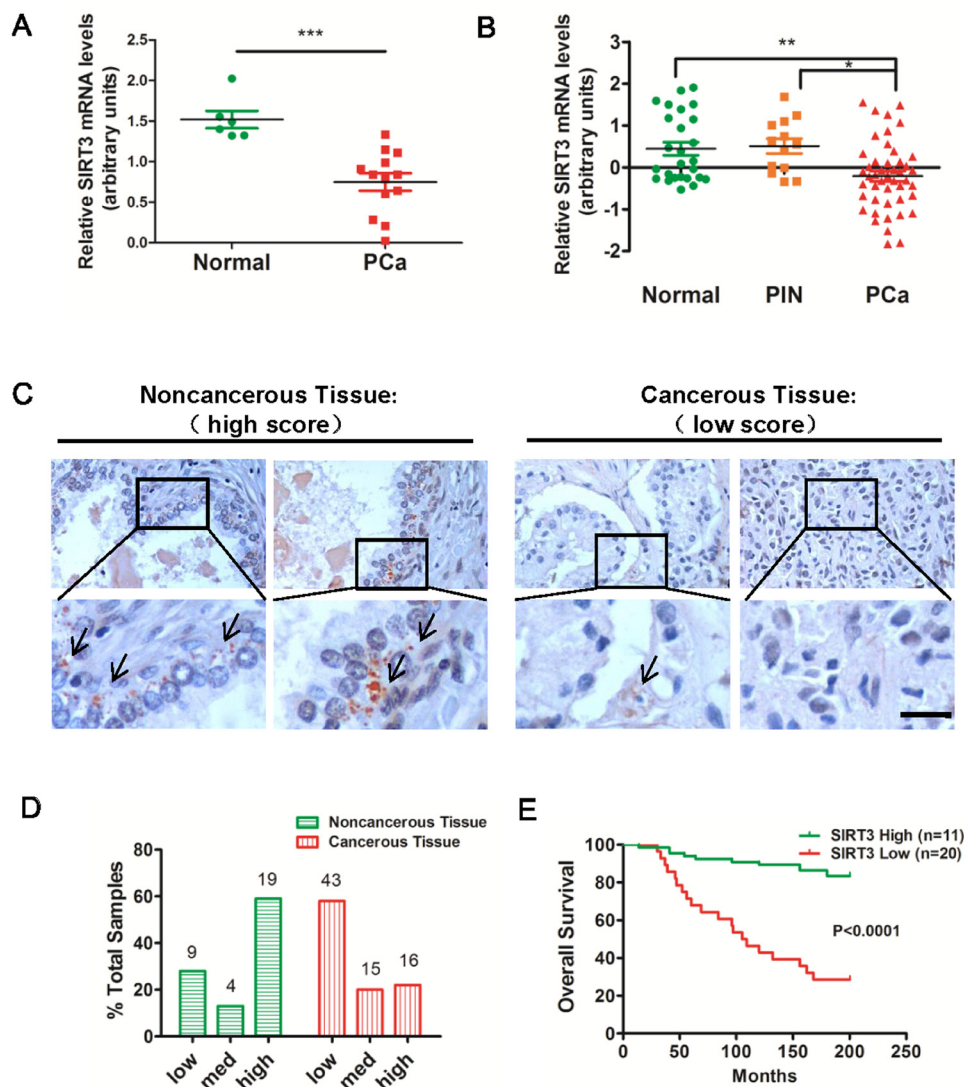 A
Relative SIRT3 mRNA levels
(arbitrary units)
2.5
2.0
1.5
1.0
0.5
0.0
***
Normal
PCa
B
Relative SIRT3 mRNA levels
(arbitrary units)
3
2
1
0
-1
-2
**
*
Normal
PIN
PCa
C
Noncancerous Tissue:
( high score)
Cancerous Tissue:
( low score)
D
Noncancerous Tissue
Cancerous Tissue
% Total Samples
80
60
40
20
0
9
4
19
43
15
16
low
med
high
low
med
high
E
SIRT3 High (n=11)
SIRT3 Low (n=20)
Overall Survival
100
80
60
40
20
0
P<0.0001
0
50
100
150
200
250
Months